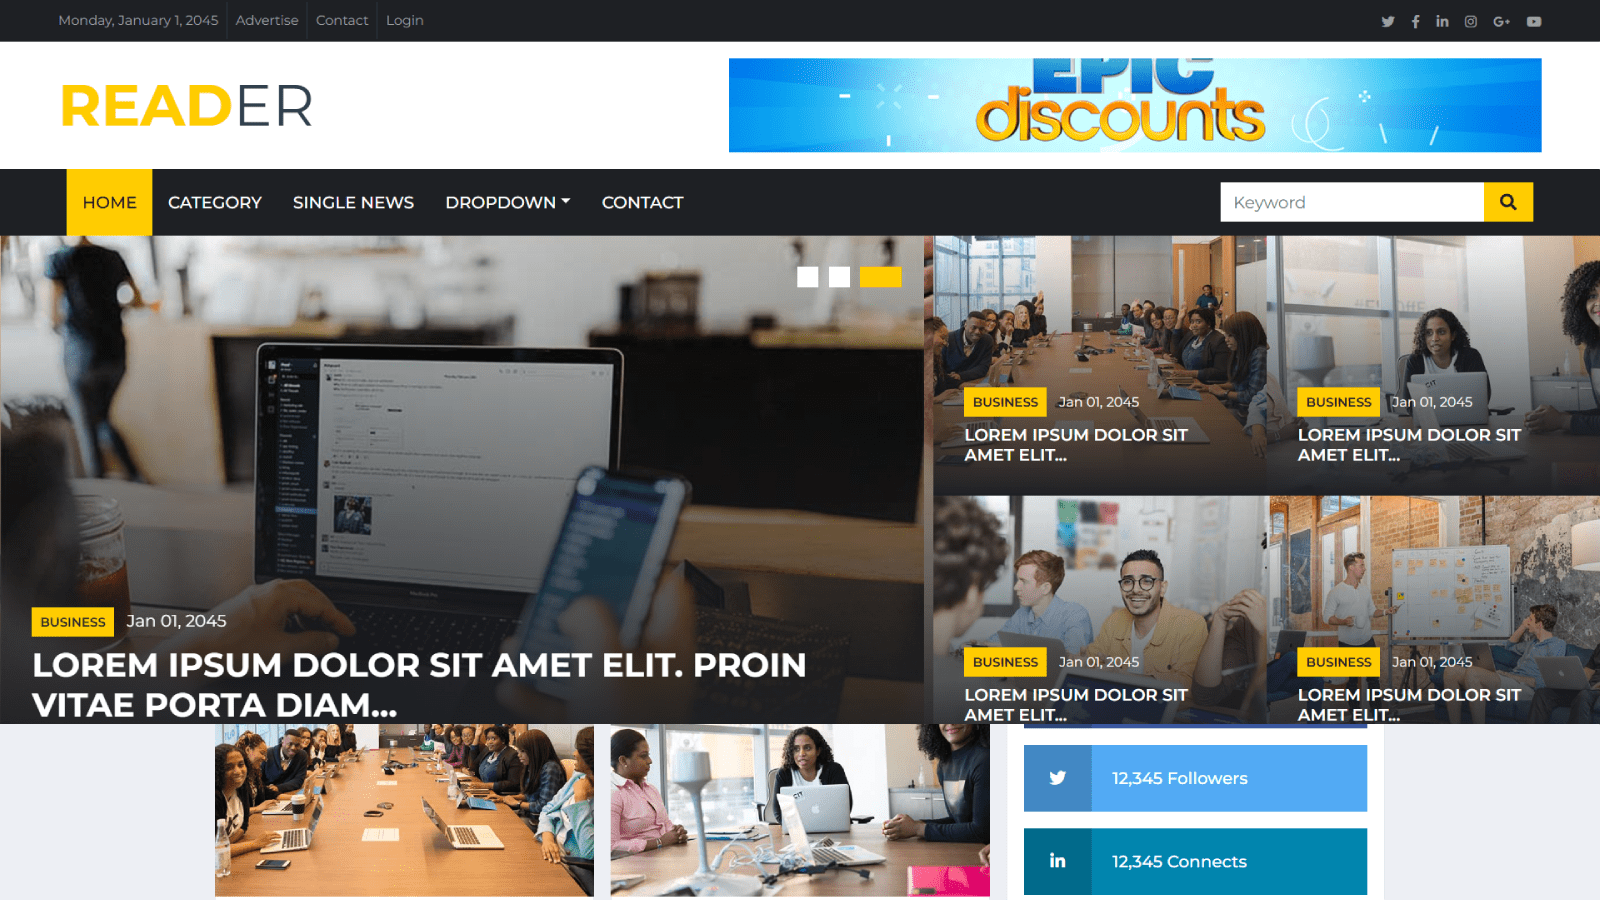 Monday, January 1, 2045
Advertise
Contact
Login
READER
EPIC
discounts
HOME
CATEGORY
SINGLE NEWS
DROPDOWN
CONTACT
Keyword
BUSINESS
Jan 01, 2045
LOREM IPSUM DOLOR SIT AMET ELIT. PROIN
VITAE PORTA DIAM...
BUSINESS
Jan 01, 2045
LOREM IPSUM DOLOR SIT
AMET ELIT...
BUSINESS
Jan 01, 2045
LOREM IPSUM DOLOR SIT
AMET ELIT...
BUSINESS
Jan 01, 2045
LOREM IPSUM DOLOR SIT
AMET ELIT...
BUSINESS
Jan 01, 2045
LOREM IPSUM DOLOR SIT
AMET ELIT...
12,345 Followers
12,345 Connects